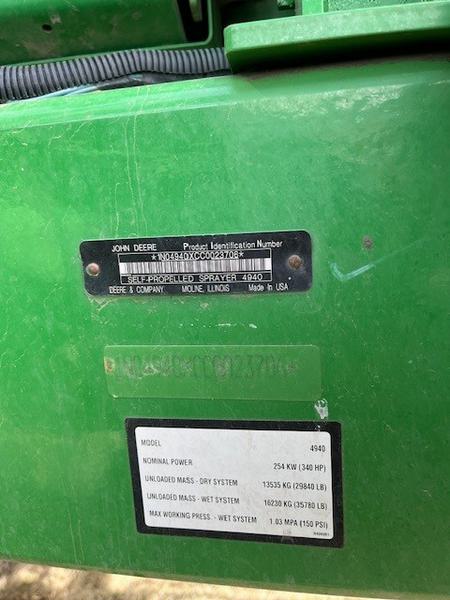 JOHN DEERE Product Identification Number
*1N04940XCC0023706*
SELF-PROPELLED SPRAYER 4940
DEERE & COMPANY MOLINE, ILLINOIS Made in USA
MODEL 4940
NOMINAL POWER 254 KW (340 HP)
UNLOADED MASS - DRY SYSTEM 13535 KG (29840 LB)
UNLOADED MASS - WET SYSTEM 16230 KG (35780 LB)
MAX WORKING PRESS. - WET SYSTEM 1.03 MPA (150 PSI)